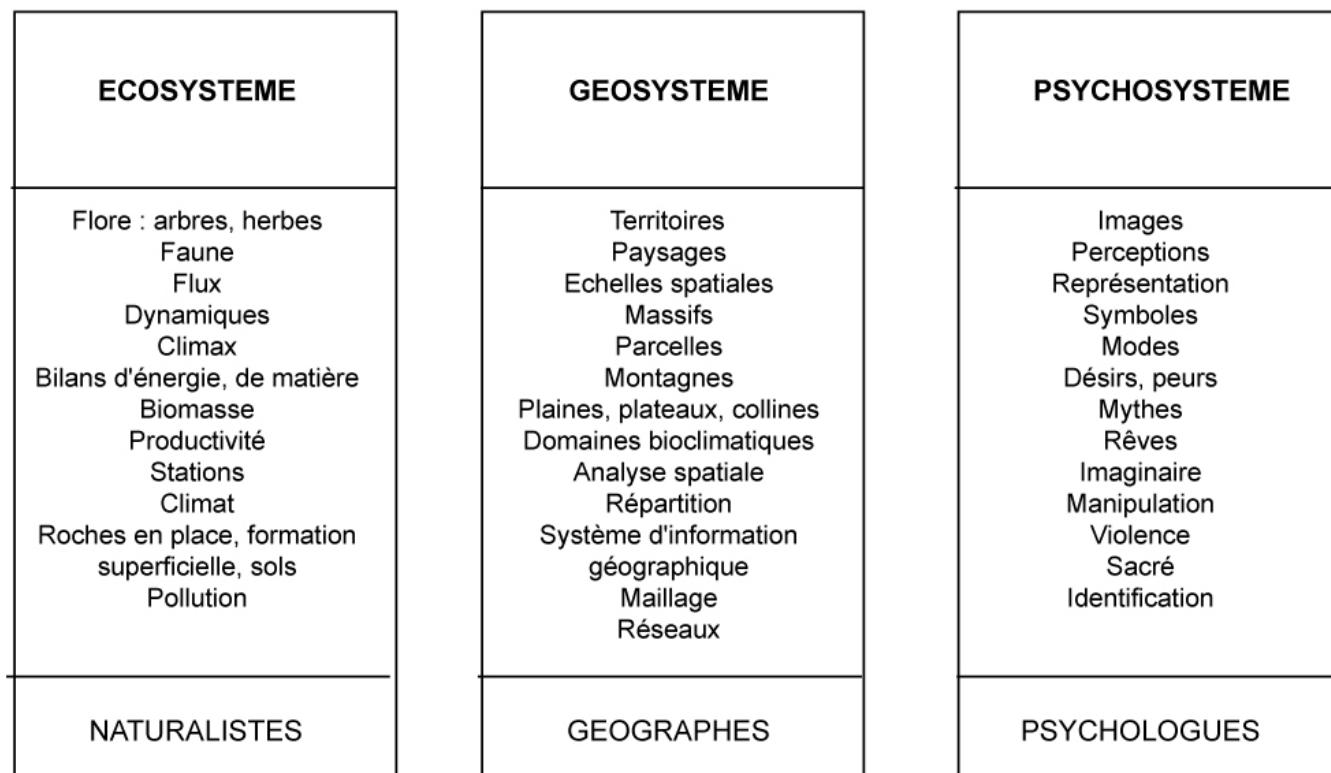 ECOSYSTEME
Flore : arbres, herbes
Faune
Flux
Dynamiques
Climax
Bilans d'énergie, de matière
Biomasse
Productivité
Stations
Climat
Roches en place, formation
superficielle, sols
Pollution
NATURALISTES
GEOSYSTEME
Territoires
Paysages
Echelles spatiales
Massifs
Parcelles
Montagnes
Plaines, plateaux, collines
Domaines bioclimatiques
Analyse spatiale
Répartition
Système d'information
géographique
Maillage
Réseaux
GEOGRAPHES
PSYCHOSYSTEME
Images
Perceptions
Représentation
Symboles
Modes
Désirs, peurs
Mythes
Rêves
Imaginaire
Manipulation
Violence
Sacré
Identification
PSYCHOLOGUES